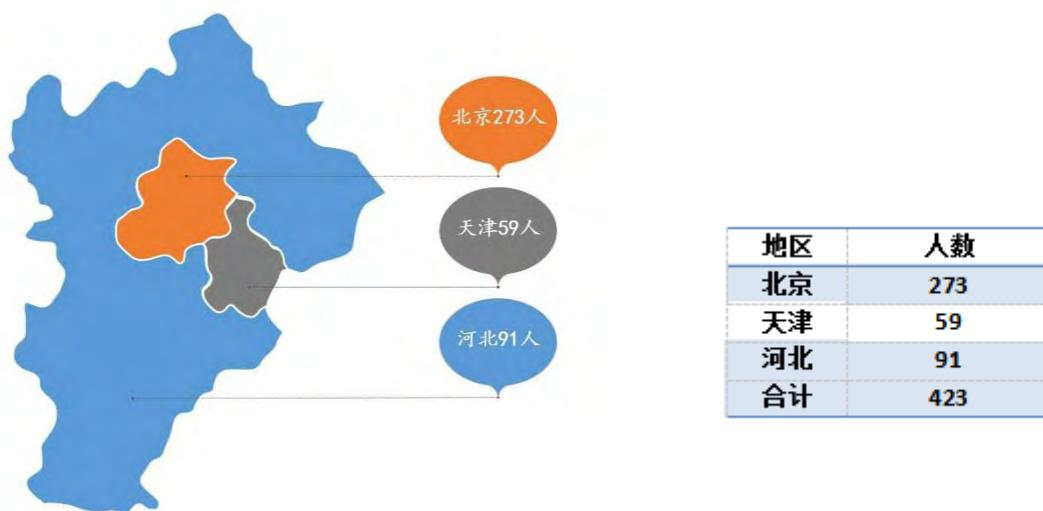 北京273人
天津59人
河北91人
地区 人数
北京 273
天津 59
河北 91
合计 423